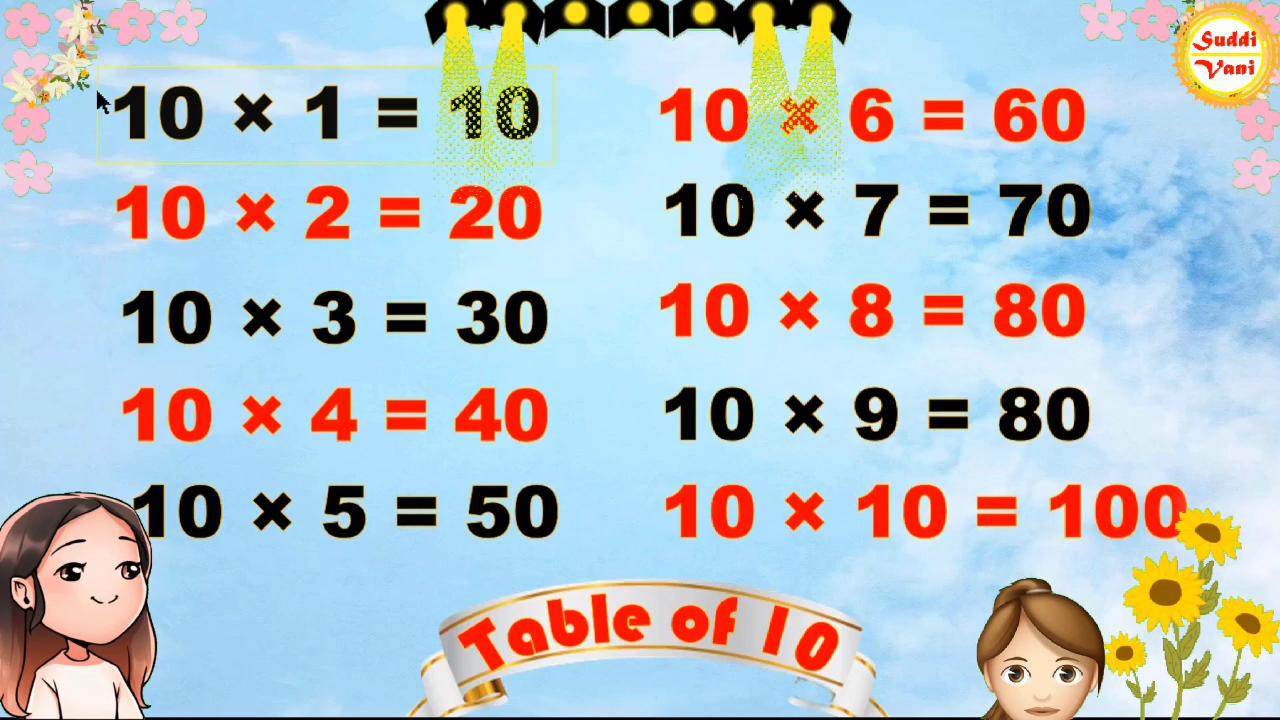 10 × 1 = 10
10 × 2 = 20
10 × 3 = 30
10 × 4 = 40
10 × 5 = 50
10 × 6 = 60
10 × 7 = 70
10 × 8 = 80
10 × 9 = 80
10 × 10 = 100
Table of 10
Suddi
Vani